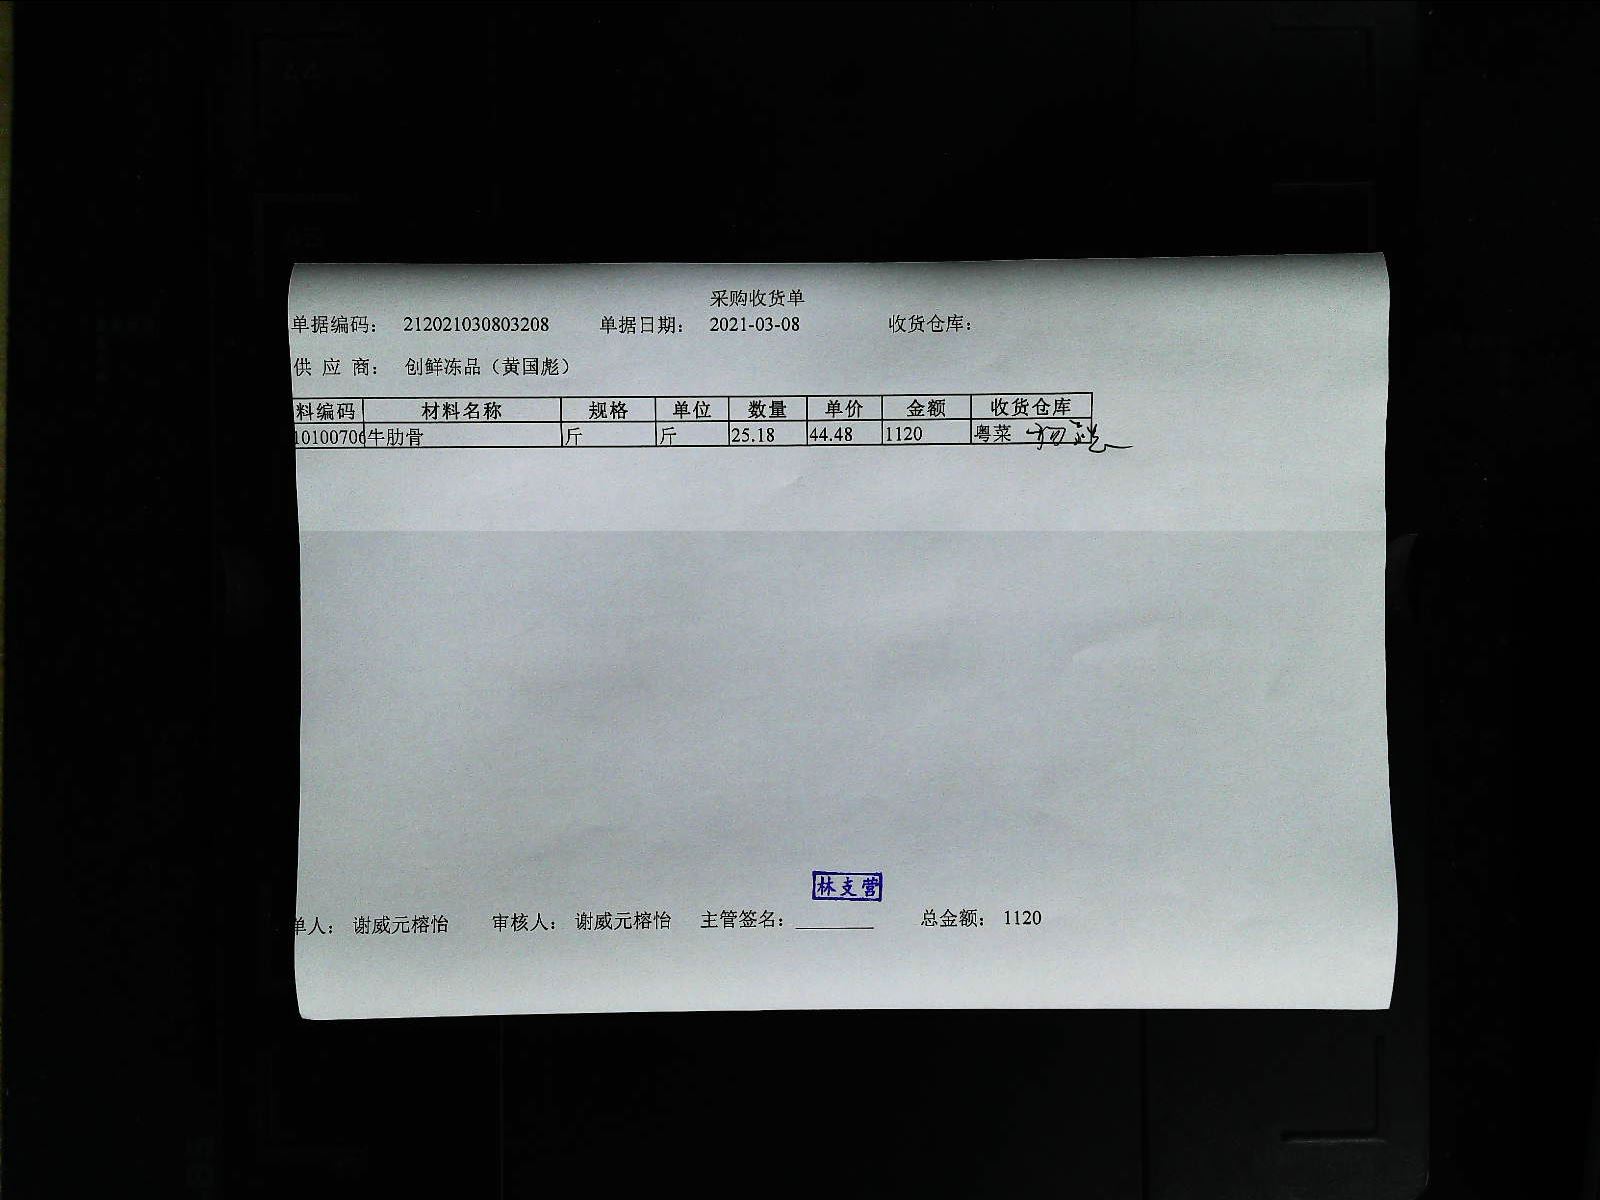 采购收货单
单据编码： 212021030803208 单据日期： 2021-03-08 收货仓库：
供 应 商： 创鲜冻品（黄国彪）
料编码 材料名称 规格 单位 数量 单价 金额 收货仓库
10100706 牛肋骨 斤 斤 25.18 44.48 1120 粤菜
林支营
单人： 谢威元榕怡 审核人： 谢威元榕怡 主管签名：________ 总金额： 1120